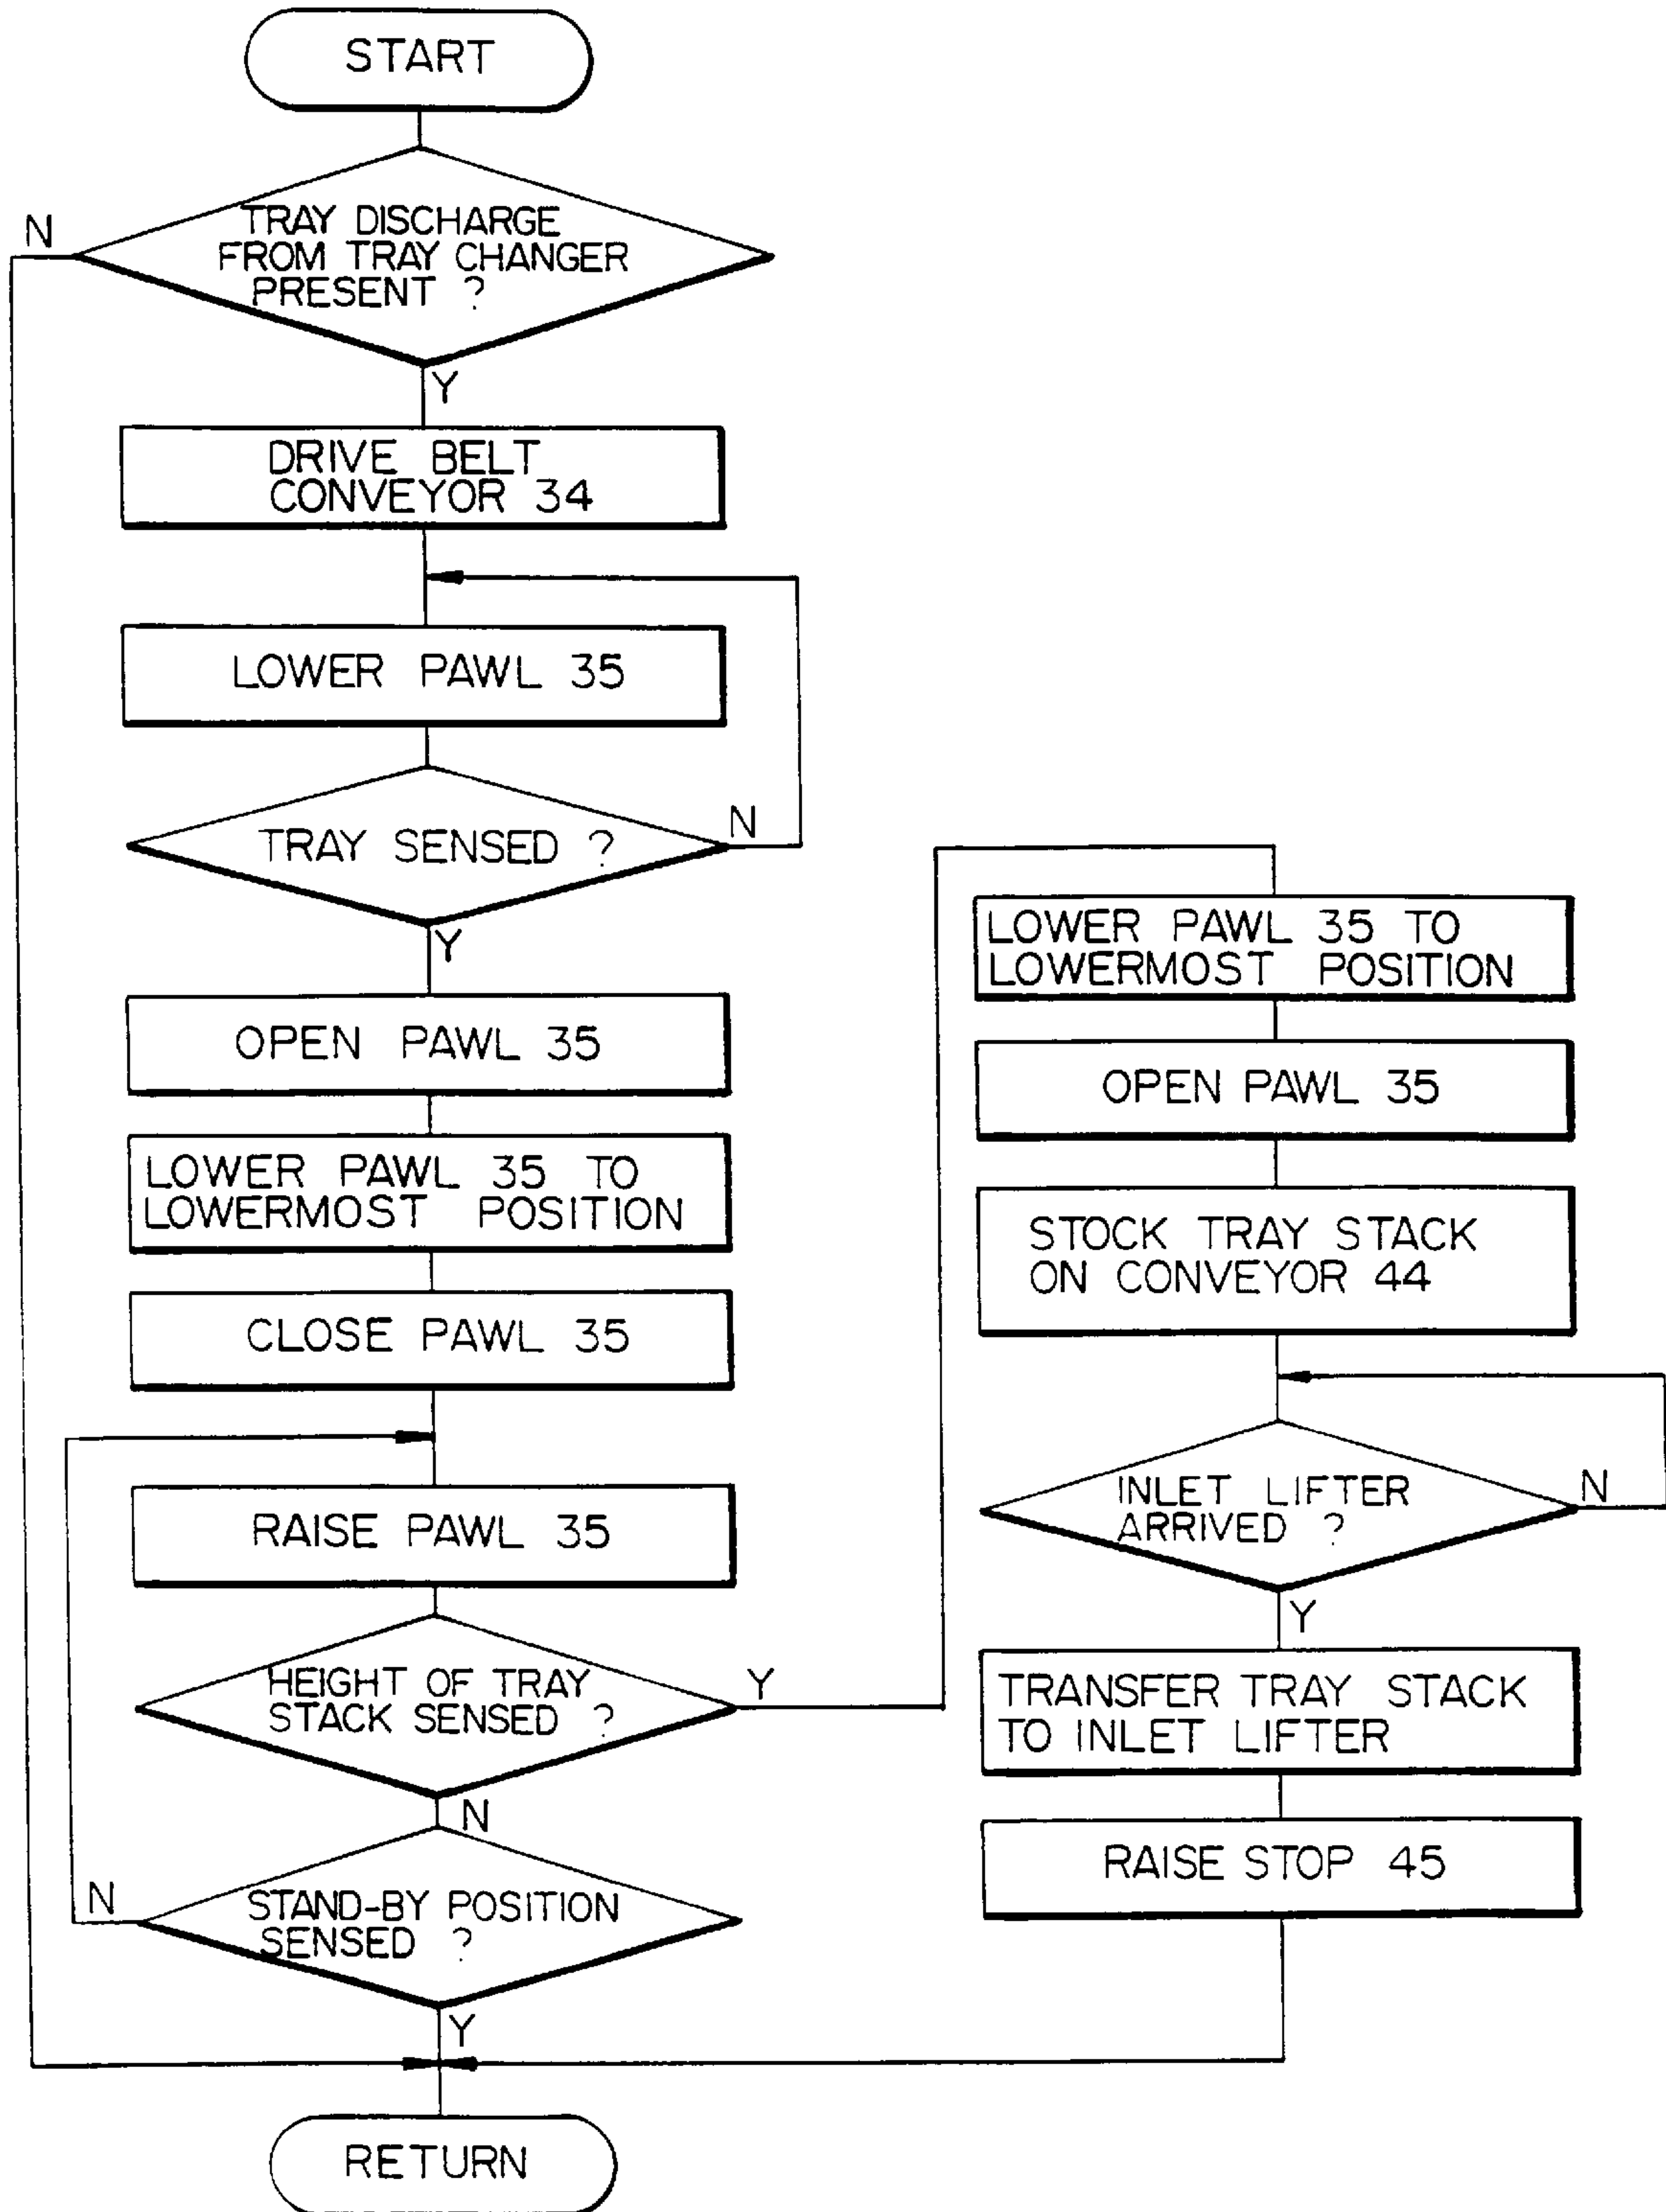 START
TRAY DISCHARGE
FROM TRAY CHANGER
PRESENT ?
N
Y
DRIVE BELT
CONVEYOR 34
LOWER PAWL 35
TRAY SENSED ?
N
Y
OPEN PAWL 35
LOWER PAWL 35 TO
LOWERMOST POSITION
CLOSE PAWL 35
RAISE PAWL 35
HEIGHT OF TRAY
STACK SENSED ?
Y
N
STAND-BY POSITION
SENSED ?
N
Y
LOWER PAWL 35 TO
LOWERMOST POSITION
OPEN PAWL 35
STOCK TRAY STACK
ON CONVEYOR 44
INLET LIFTER
ARRIVED ?
N
Y
TRANSFER TRAY STACK
TO INLET LIFTER
RAISE STOP 45
RETURN